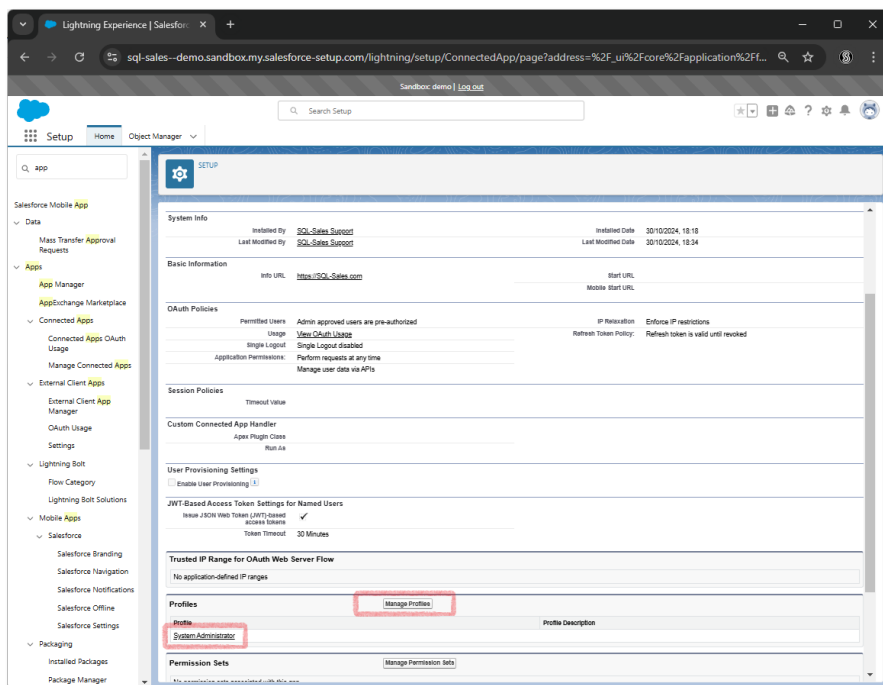 Lightning Experience | Salesforc
sql-sales--demo.sandbox.my.salesforce-setup.com/lightning/setup/ConnectedApp/page?address=%2F_ui%2Fcore%2Fapplication%2Ff...
Sandbox: demo | Log out
Search Setup
Setup Home Object Manager
app
Salesforce Mobile App
Data
Mass Transfer Approval
Requests
Apps
App Manager
AppExchange Marketplace
Connected Apps
Connected Apps OAuth
Usage
Manage Connected Apps
External Client Apps
External Client App
Manager
OAuth Usage
Settings
Lightning Bolt
Flow Category
Lightning Bolt Solutions
Mobile Apps
Salesforce
Salesforce Branding
Salesforce Navigation
Salesforce Notifications
Salesforce Offline
Salesforce Settings
Packaging
Installed Packages
Package Manager
SETUP
System Info
Installed By SQL-Sales Support Installed Date 30/10/2024, 18:18
Last Modified By SQL-Sales Support Last Modified Date 30/10/2024, 18:34
Basic Information
Info URL https://SQL-Sales.com Start URL
Mobile Start URL
OAuth Policies
Permitted Users Admin approved users are pre-authorized IP Relaxation Enforce IP restrictions
Usage View OAuth Usage Refresh Token Policy: Refresh token is valid until revoked
Single Logout Single Logout disabled
Application Permissions: Perform requests at any time
Manage user data via APIs
Session Policies
Timeout Value
Custom Connected App Handler
Apex Plugin Class
Run As
User Provisioning Settings
Enable User Provisioning i
JWT-Based Access Token Settings for Named Users
Issue JSON Web Token (JWT)-based
access tokens
Token Timeout 30 Minutes
Trusted IP Range for OAuth Web Server Flow
No application-defined IP ranges
Profiles Manage Profiles
Profile Profile Description
System Administrator
Permission Sets Manage Permission Sets
No permission sets associated with this app